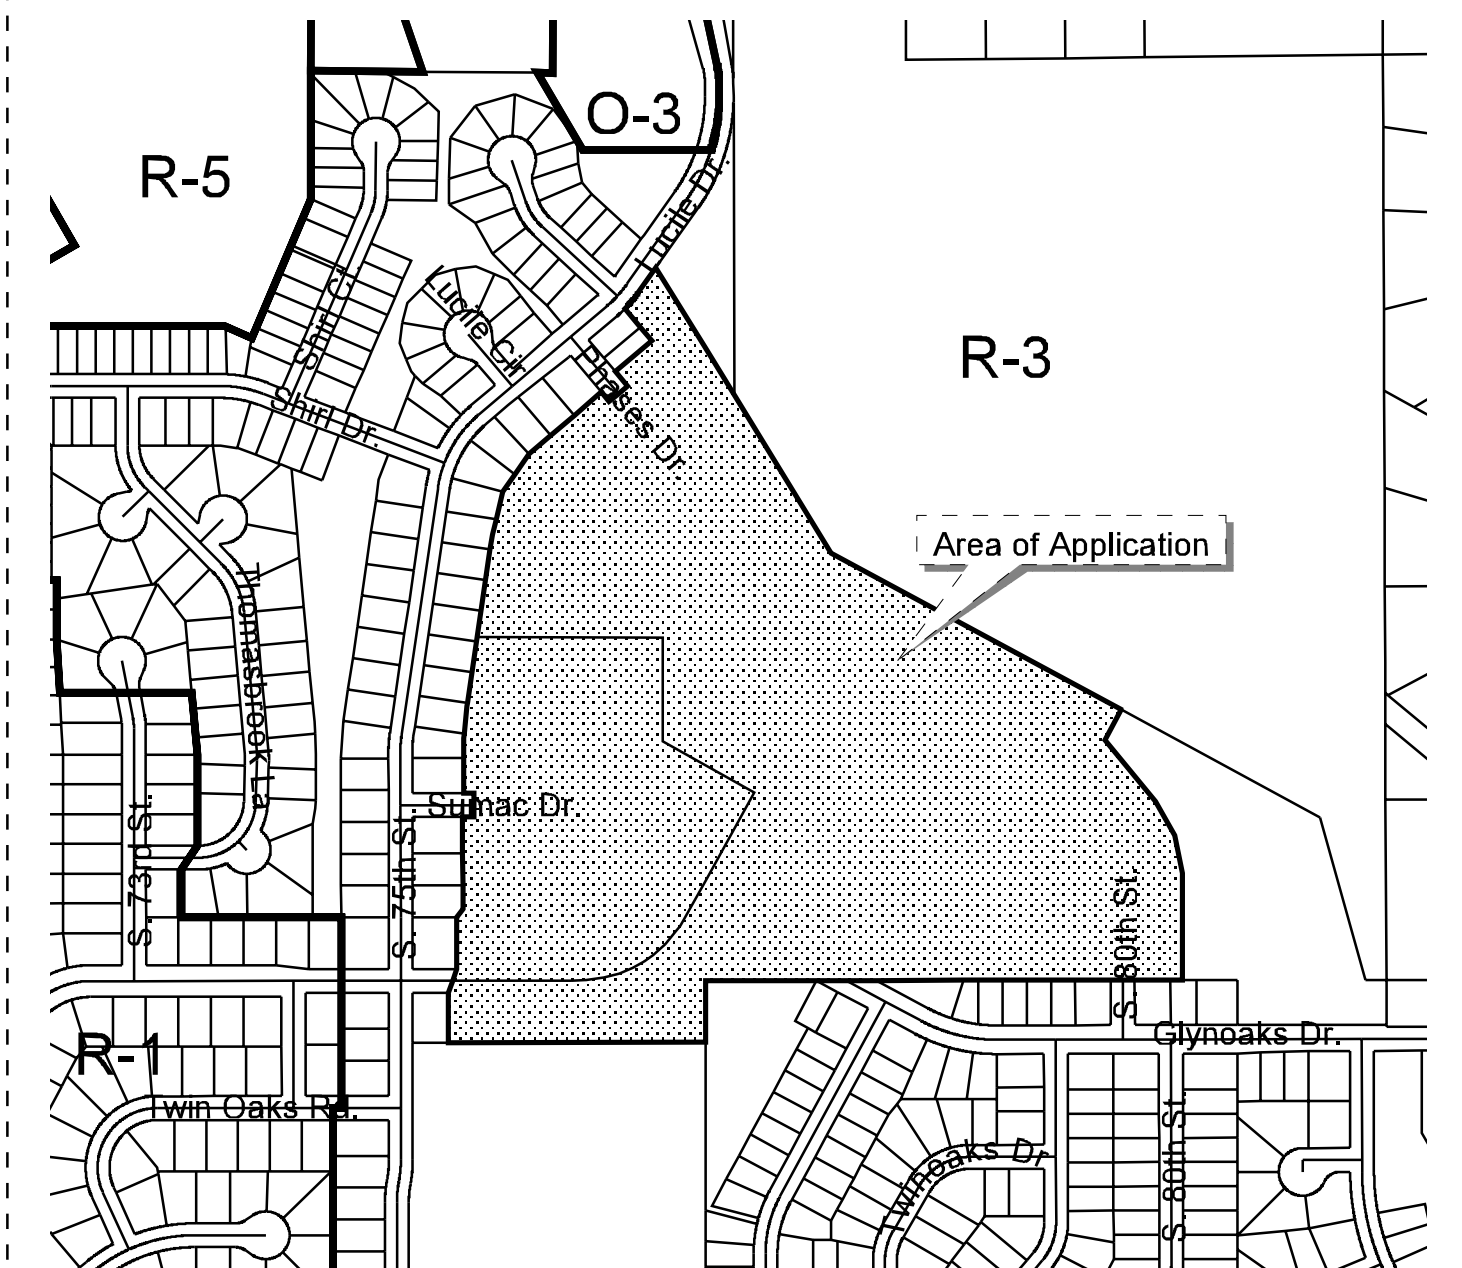 O-3
R-5
Lucile Dr.
Shirl Cr.
Lucile Cir
R-3
Phases Dr.
Shirl Dr.
Area of Application
Thomasbrook La
Sumac Dr.
S. 73rd St.
S. 75th St.
S. 80th St.
Glynoaks Dr.
R-1
Twin Oaks Rd.
Twinoaks Dr
S. 80th St.